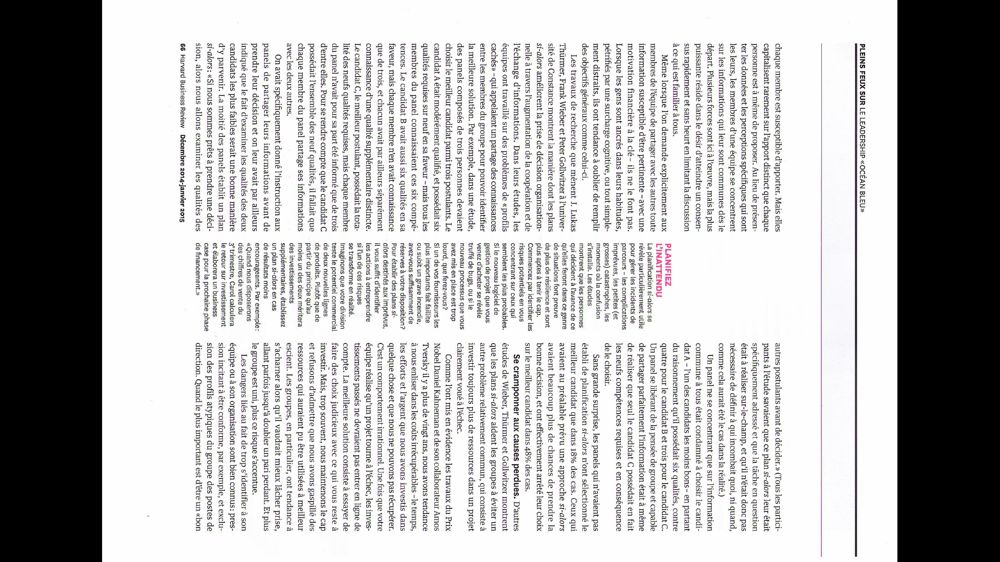 PLEINS FEUX SUR LE LEADERSHIP «OCÉAN BLEU»
chaque membre est susceptible d'apporter. Mais elles
capitalisent rarement sur l'apport distinct que chaque
personne est à même de proposer. Au lieu de présen-
ter les données et les perceptions spécifiques qui sont
les leurs, les membres d'une équipe se concentrent
sur les informations qui leur sont communes dès le
départ. Plusieurs forces sont ici à l'œuvre, mais la plus
puissante réside dans le désir d'atteindre un consen-
sus rapidement et sans heurt en limitant la discussion
à ce qui est familier à tous.
Même lorsque l'on demande explicitement aux
membres de l'équipe de partager avec les autres toute
information susceptible d'être pertinente – avec une
motivation financière à la clé – ils ne le font pas.
Lorsque les gens sont ancrés dans leurs habitudes,
pétrifiés par une surcharge cognitive, ou tout simple-
ment distraits, ils ont tendance à oublier de remplir
des objectifs généraux comme celui-ci.
Les travaux de recherche que mènent J. Lukas
Thürmer, Frank Wieber et Peter Gollwitzer à l'univer-
sité de Constance montrent la manière dont les plans
si-alors améliorent la prise de décision organisation-
nelle à travers l'augmentation de la coopération et de
l'échange d'informations. Dans leurs études, les
équipes ont travaillé sur des problèmes de «profils
cachés» – qui appelaient un partage des connaissances
entre les membres du groupe pour pouvoir identifier
la meilleure solution. Par exemple, dans une étude,
des panels composés de trois personnes devaient
choisir le meilleur candidat parmi trois postulants. Le
candidat A était modérément qualifié, et possédait six
qualités requises sur neuf en sa faveur – mais tous les
membres du panel connaissaient ces six compé-
tences. Le candidat B avait aussi six qualités en sa
faveur, mais chaque membre n'en avait connaissance
que de trois, et chacun avait par ailleurs séparément
connaissance d'une qualité supplémentaire distincte.
Le candidat C, le meilleur postulant, possédait la tota-
lité des neufs qualités requises, mais chaque membre
du panel n'avait pour sa part été informé que de trois
d'entre elles. Pour se rendre compte que le candidat C
possédait l'ensemble des neuf qualités, il fallait que
chaque membre du panel partage ses informations
avec les deux autres.
On avait spécifiquement donné l'instruction aux
panels de partager leurs informations avant de
prendre leur décision et on leur avait par ailleurs
indiqué que le fait d'examiner les qualités des deux
candidats les plus faibles serait une bonne manière
d'y parvenir. La moitié des panels établit un plan
si-alors: «Si nous sommes prêts à prendre une déci-
sion, alors nous allons examiner les qualités des
PLANIFIEZ
L'INATTENDU
La planification si-alors se
révèle particulièrement utile
pour gérer les incidents de
parcours – les complications
imprévues, les petites (et
grosses) catastrophes, les
moments où la confusion
s'installe. Les études
montrent que les personnes
qui décident à l'avance de ce
qu'elles feront dans ce genre
de situations font preuve
de plus de résilience et sont
plus aptes à tenir le cap.
Commencez par identifier les
risques potentiels en vous
concentrant sur ceux qui
semblent les plus probables.
Si le nouveau logiciel de
gestion de projet que vous
venez d'acheter se révèle
truffé de bugs, ou si le
nouveau processus que vous
avez mis en place est trop
lourd, que ferez-vous?
Si un de vos fournisseurs les
plus importants fait faillite
ou subit un grave incendie,
avez-vous suffisamment de
réserves à votre disposition?
Pour établir des plans si-
alors destinés aux imprévus,
il vous suffit d'identifier
les actions à entreprendre
si l'un de ces risques
se transforme en réalité.
Imaginons que votre division
teste le potentiel commercial
de deux nouvelles lignes
de produits. Plutôt que de
partir du principe qu'au
moins un des deux méritera
des investissements
supplémentaires, établissez
un plan si-alors en cas
de résultats moins
encourageants. Par exemple:
«Quand nous disposerons
des chiffres de vente du
3e trimestre, Carol calculera
le retour sur investissement
et élaborera un business
case pour la prochaine phase
de financement.»
autres postulants avant de décider.» (Tous les partici-
pants à l'étude savaient que ce plan si-alors leur était
spécifiquement adressé et que la tâche en question
était à réaliser sur-le-champ, et qu'il n'était donc pas
nécessaire de définir à qui incombait quoi, ni quand,
comme cela aurait été le cas dans la réalité.)
Un panel ne se concentrant que sur l'information
commune à tous était condamné à choisir le candi-
dat A – l'un des candidats les moins bons – en partant
du raisonnement qu'il possédait six qualités, contre
quatre pour le candidat B et trois pour le candidat C.
Un panel se libérant de la pensée de groupe et capable
de partager parfaitement l'information était à même
de réaliser que seul le candidat C possédait en fait
les neufs compétences requises et en conséquence
de le choisir.
Sans grande surprise, les panels qui n'avaient pas
établi de planification si-alors n'ont sélectionné le
meilleur candidat que dans 18% des cas. Ceux qui
avaient au préalable prévu une approche si-alors
avaient beaucoup plus de chances de prendre la
bonne décision, et ont effectivement arrêté leur choix
sur le meilleur candidat dans 48% des cas.
Se cramponner aux causes perdues. D'autres
études de Wieber, Thürmer et Gollwitzer montrent
que les plans si-alors aident les groupes à éviter un
autre problème relativement commun, qui consiste à
investir toujours plus de ressources dans un projet
clairement voué à l'échec.
Comme l'ont mis en évidence les travaux du Prix
Nobel Daniel Kahneman et de son collaborateur Amos
Tversky il y a plus de vingt ans, nous avons tendance
à nous enliser dans les coûts irrécupérables – le temps,
les efforts et l'argent que nous avons investis dans
quelque chose et que nous ne pouvons pas récupérer.
C'est un comportement irrationnel. Une fois que votre
équipe réalise qu'un projet tourne à l'échec, les inves-
tissements passés ne devraient pas entrer en ligne de
compte. La meilleure solution consiste à essayer de
faire des choix judicieux avec ce qui vous reste à
investir. Mais, trop souvent, nous maintenons le cap
et refusons d'admettre que nous avons gaspillé des
ressources qui auraient pu être utilisées à meilleur
escient. Les groupes, en particulier, ont tendance à
s'acharner alors qu'il vaudrait mieux lâcher prise,
allant parfois jusqu'à doubler un pari perdant. Et plus
le groupe est uni, plus ce risque s'accentue.
Les dangers liés au fait de trop s'identifier à son
équipe ou à son organisation sont bien connus: pres-
sion incitant à être conforme, par exemple, et exclu-
sion des profils atypiques du groupe des postes de
direction. Quand le plus important est d'être un «bon
66 Harvard Business Review Décembre 2014-janvier 2015